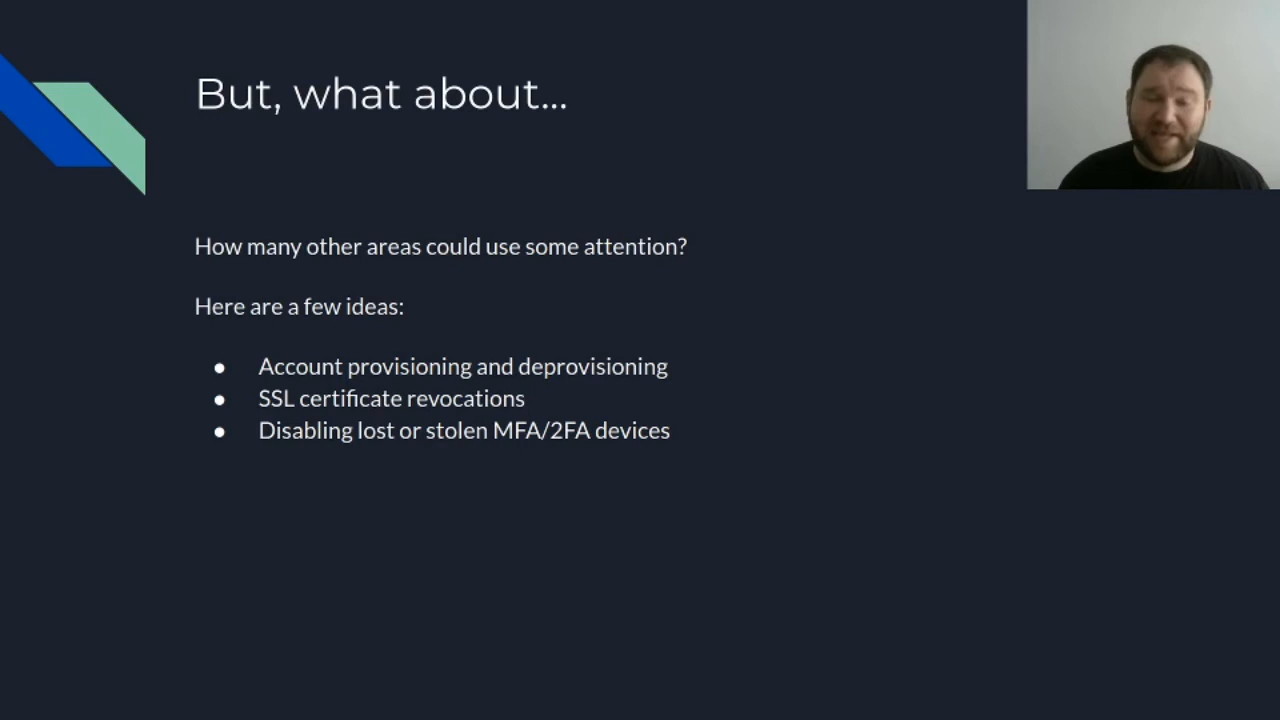 But, what about...
How many other areas could use some attention?
Here are a few ideas:
● Account provisioning and deprovisioning
● SSL certificate revocations
● Disabling lost or stolen MFA/2FA devices